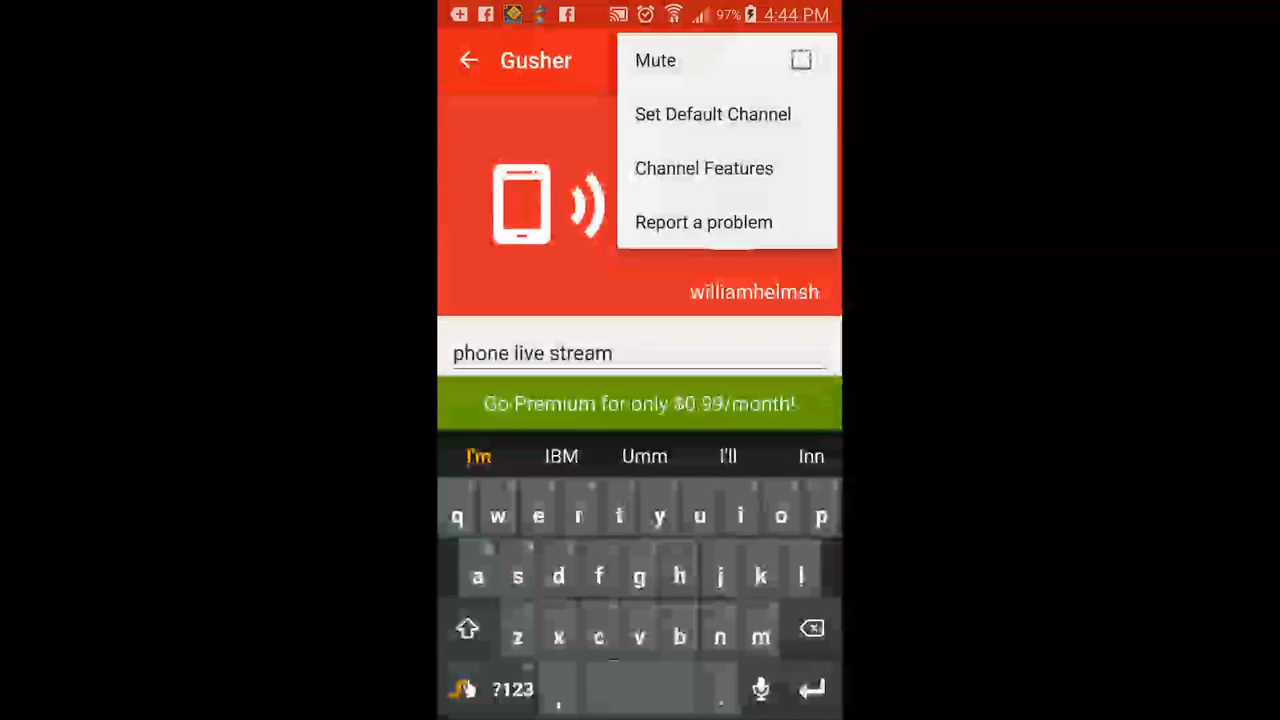 97% 4:44 PM
Gusher
Mute
Set Default Channel
Channel Features
Report a problem
williamhelmsh
phone live stream
Go Premium for only $0.99/month!
I'm IBM Umm I'll Inn
q w e r t y u i o p
a s d f g h j k l
z x c v b n m
?123 , .